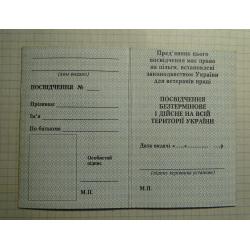 (ким видано)
ПОСВІДЧЕННЯ №
Прізвище
Ім'я
По батькові
Особистий
підпис
М.П.
Пред'явник цього
посвідчення має право
на пільги, встановлені
законодавством України
для ветеранів праці
ПОСВІДЧЕННЯ
БЕЗТЕРМІНОВЕ
І ДІЙСНЕ НА ВСІЙ
ТЕРИТОРІЇ УКРАЇНИ
Дата видачі «......»....................р.
(підпис керівника установи)
М.П.